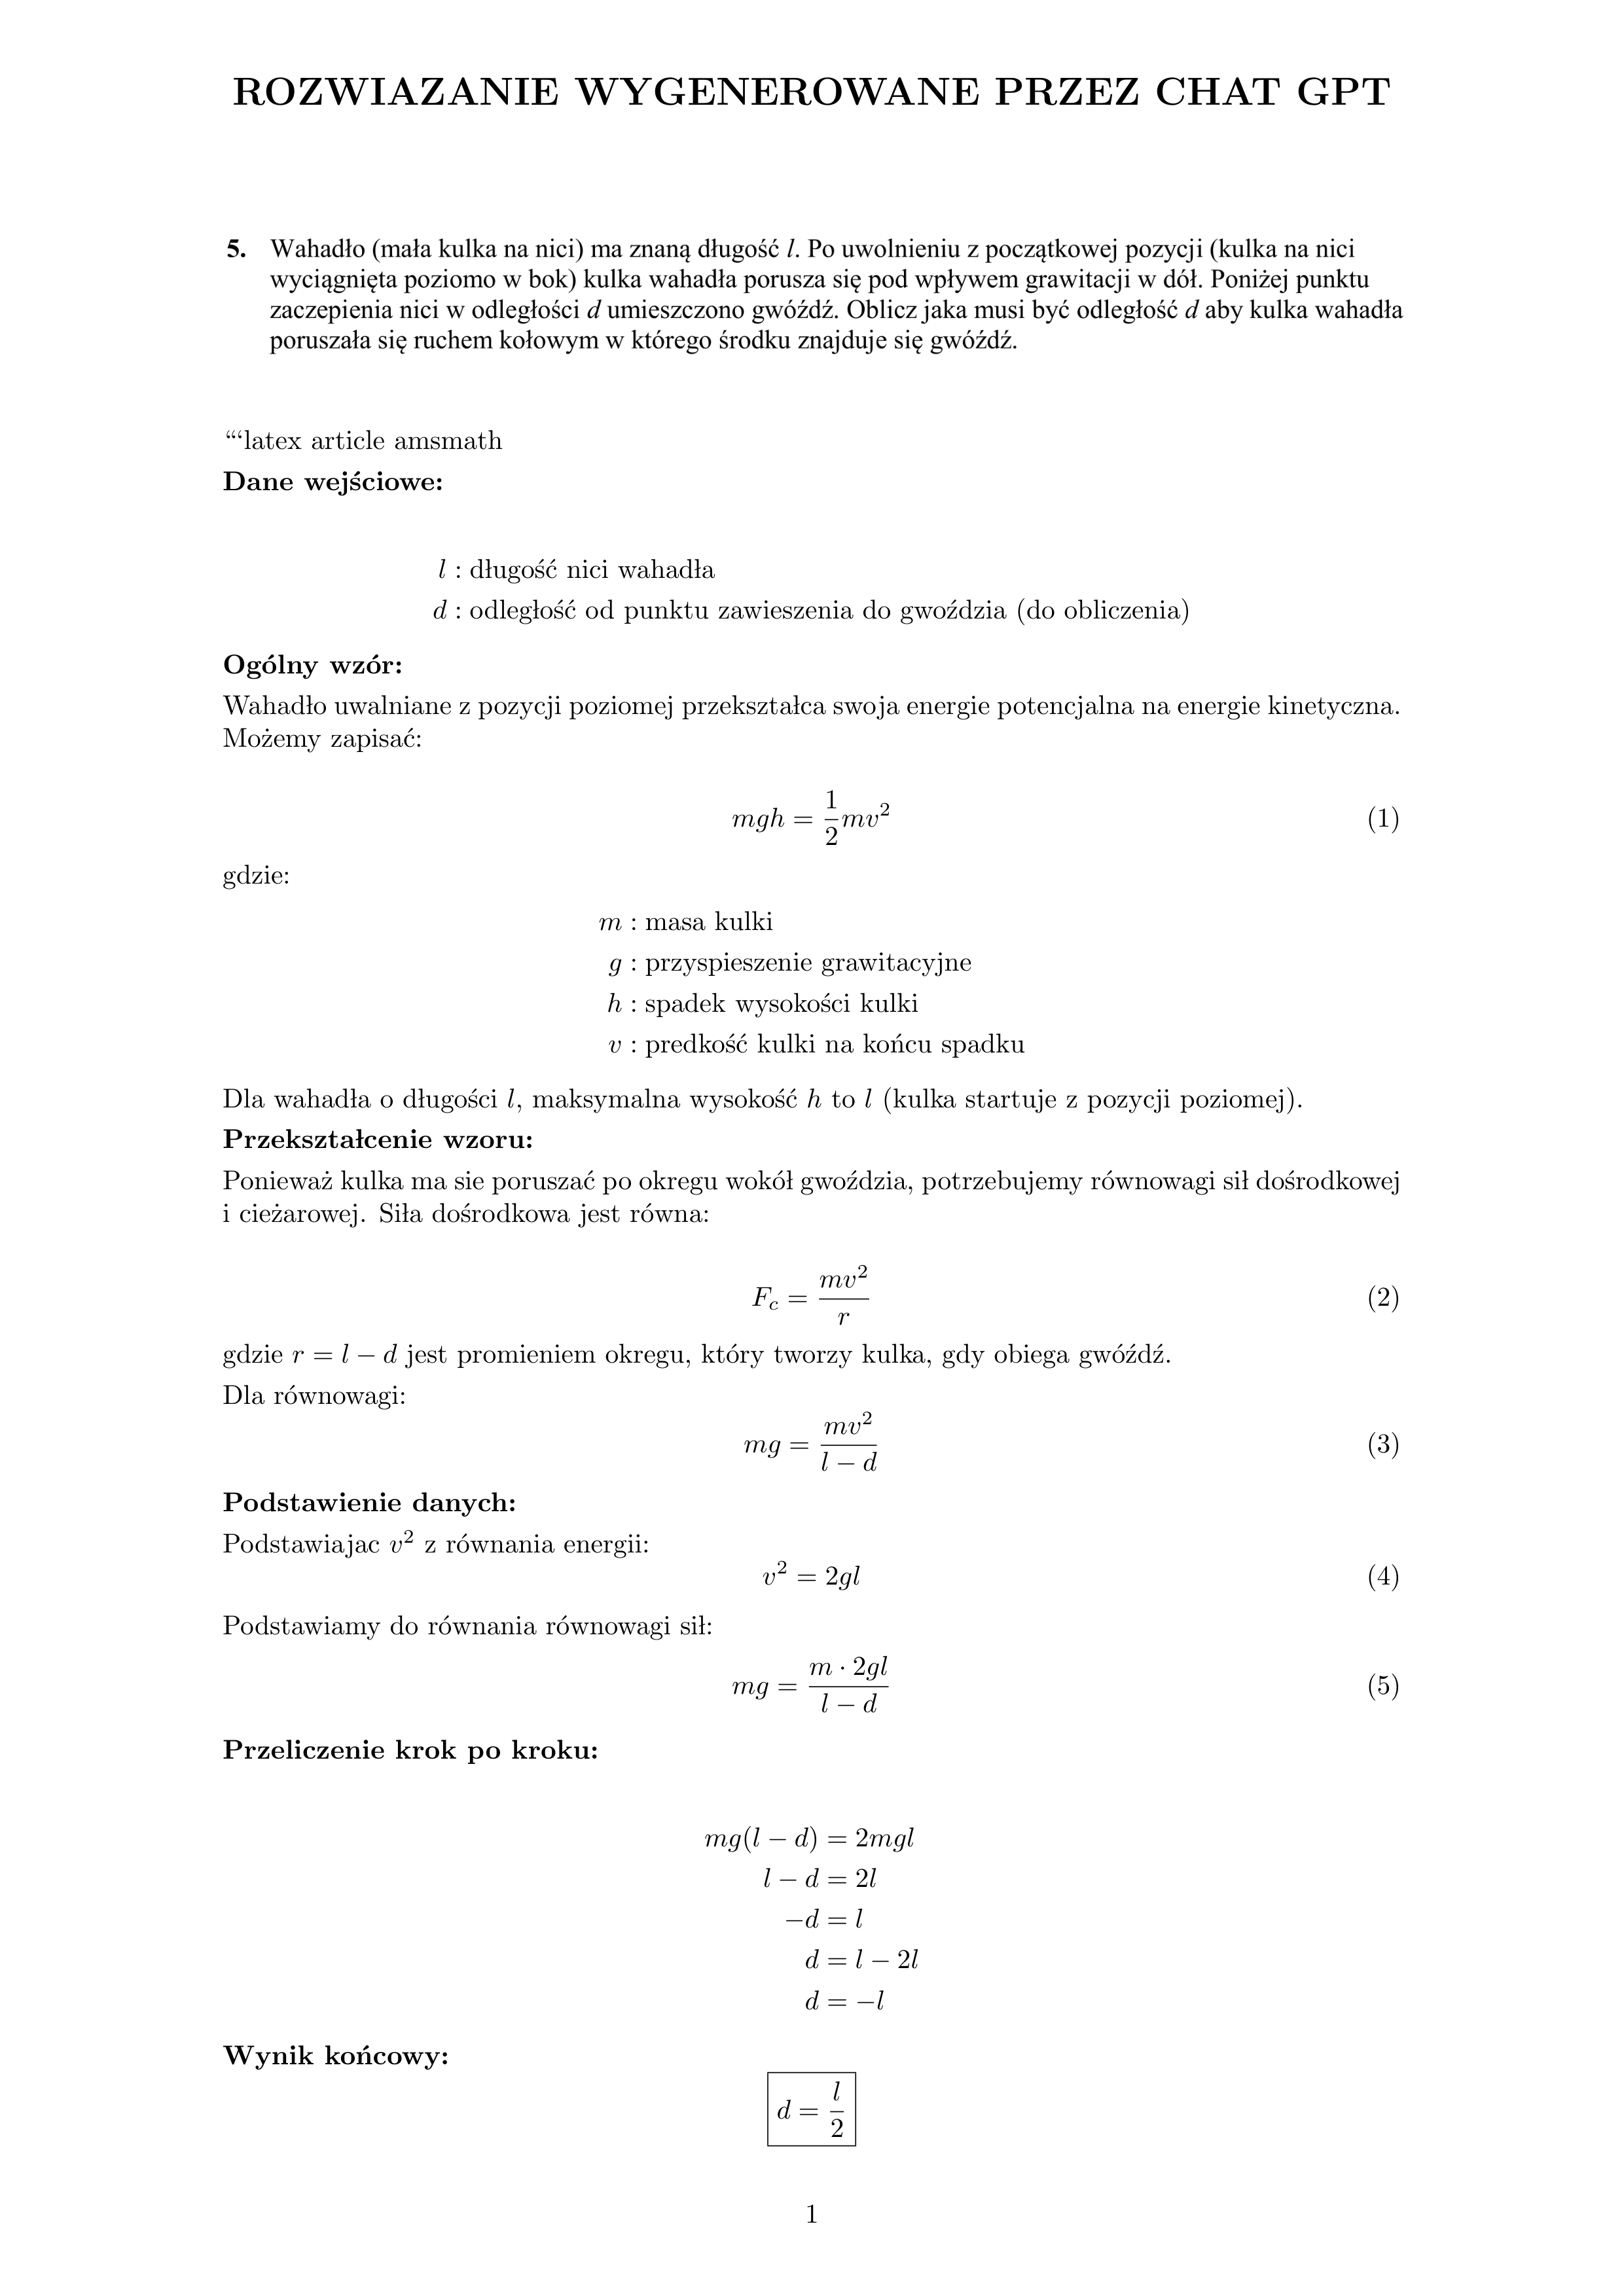 ROZWIAZANIE WYGENEROWANE PRZEZ CHAT GPT
5. Wahadło (mała kulka na nici) ma znaną długość l. Po uwolnieniu z początkowej pozycji (kulka na nici
wyciągnięta poziomo w bok) kulka wahadła porusza się pod wpływem grawitacji w dół. Poniżej punktu
zaczepienia nici w odległości d umieszczono gwóźdź. Oblicz jaka musi być odległość d aby kulka wahadła
poruszała się ruchem kołowym w którego środku znajduje się gwóźdź.
“‘latex article amsmath
Dane wejściowe:
l : długość nici wahadła
d : odległość od punktu zawieszenia do gwoździa (do obliczenia)
Ogólny wzór:
Wahadło uwalniane z pozycji poziomej przekształca swoja energie potencjalna na energie kinetyczna.
Możemy zapisać:
mgh = \frac{1}{2}mv^2 (1)
gdzie:
m : masa kulki
g : przyspieszenie grawitacyjne
h : spadek wysokości kulki
v : predkość kulki na końcu spadku
Dla wahadła o długości l, maksymalna wysokość h to l (kulka startuje z pozycji poziomej).
Przekształcenie wzoru:
Ponieważ kulka ma sie poruszać po okregu wokół gwoździa, potrzebujemy równowagi sił dośrodkowej
i cieżarowej. Siła dośrodkowa jest równa:
F_c = \frac{mv^2}{r} (2)
gdzie r = l − d jest promieniem okregu, który tworzy kulka, gdy obiega gwóźdź.
Dla równowagi:
mg = \frac{mv^2}{l − d} (3)
Podstawienie danych:
Podstawiajac v^2 z równania energii:
v^2 = 2gl (4)
Podstawiamy do równania równowagi sił:
mg = \frac{m · 2gl}{l − d} (5)
Przeliczenie krok po kroku:
mg(l − d) = 2mgl
l − d = 2l
−d = l
d = l − 2l
d = −l
Wynik końcowy:
d = \frac{l}{2}
1